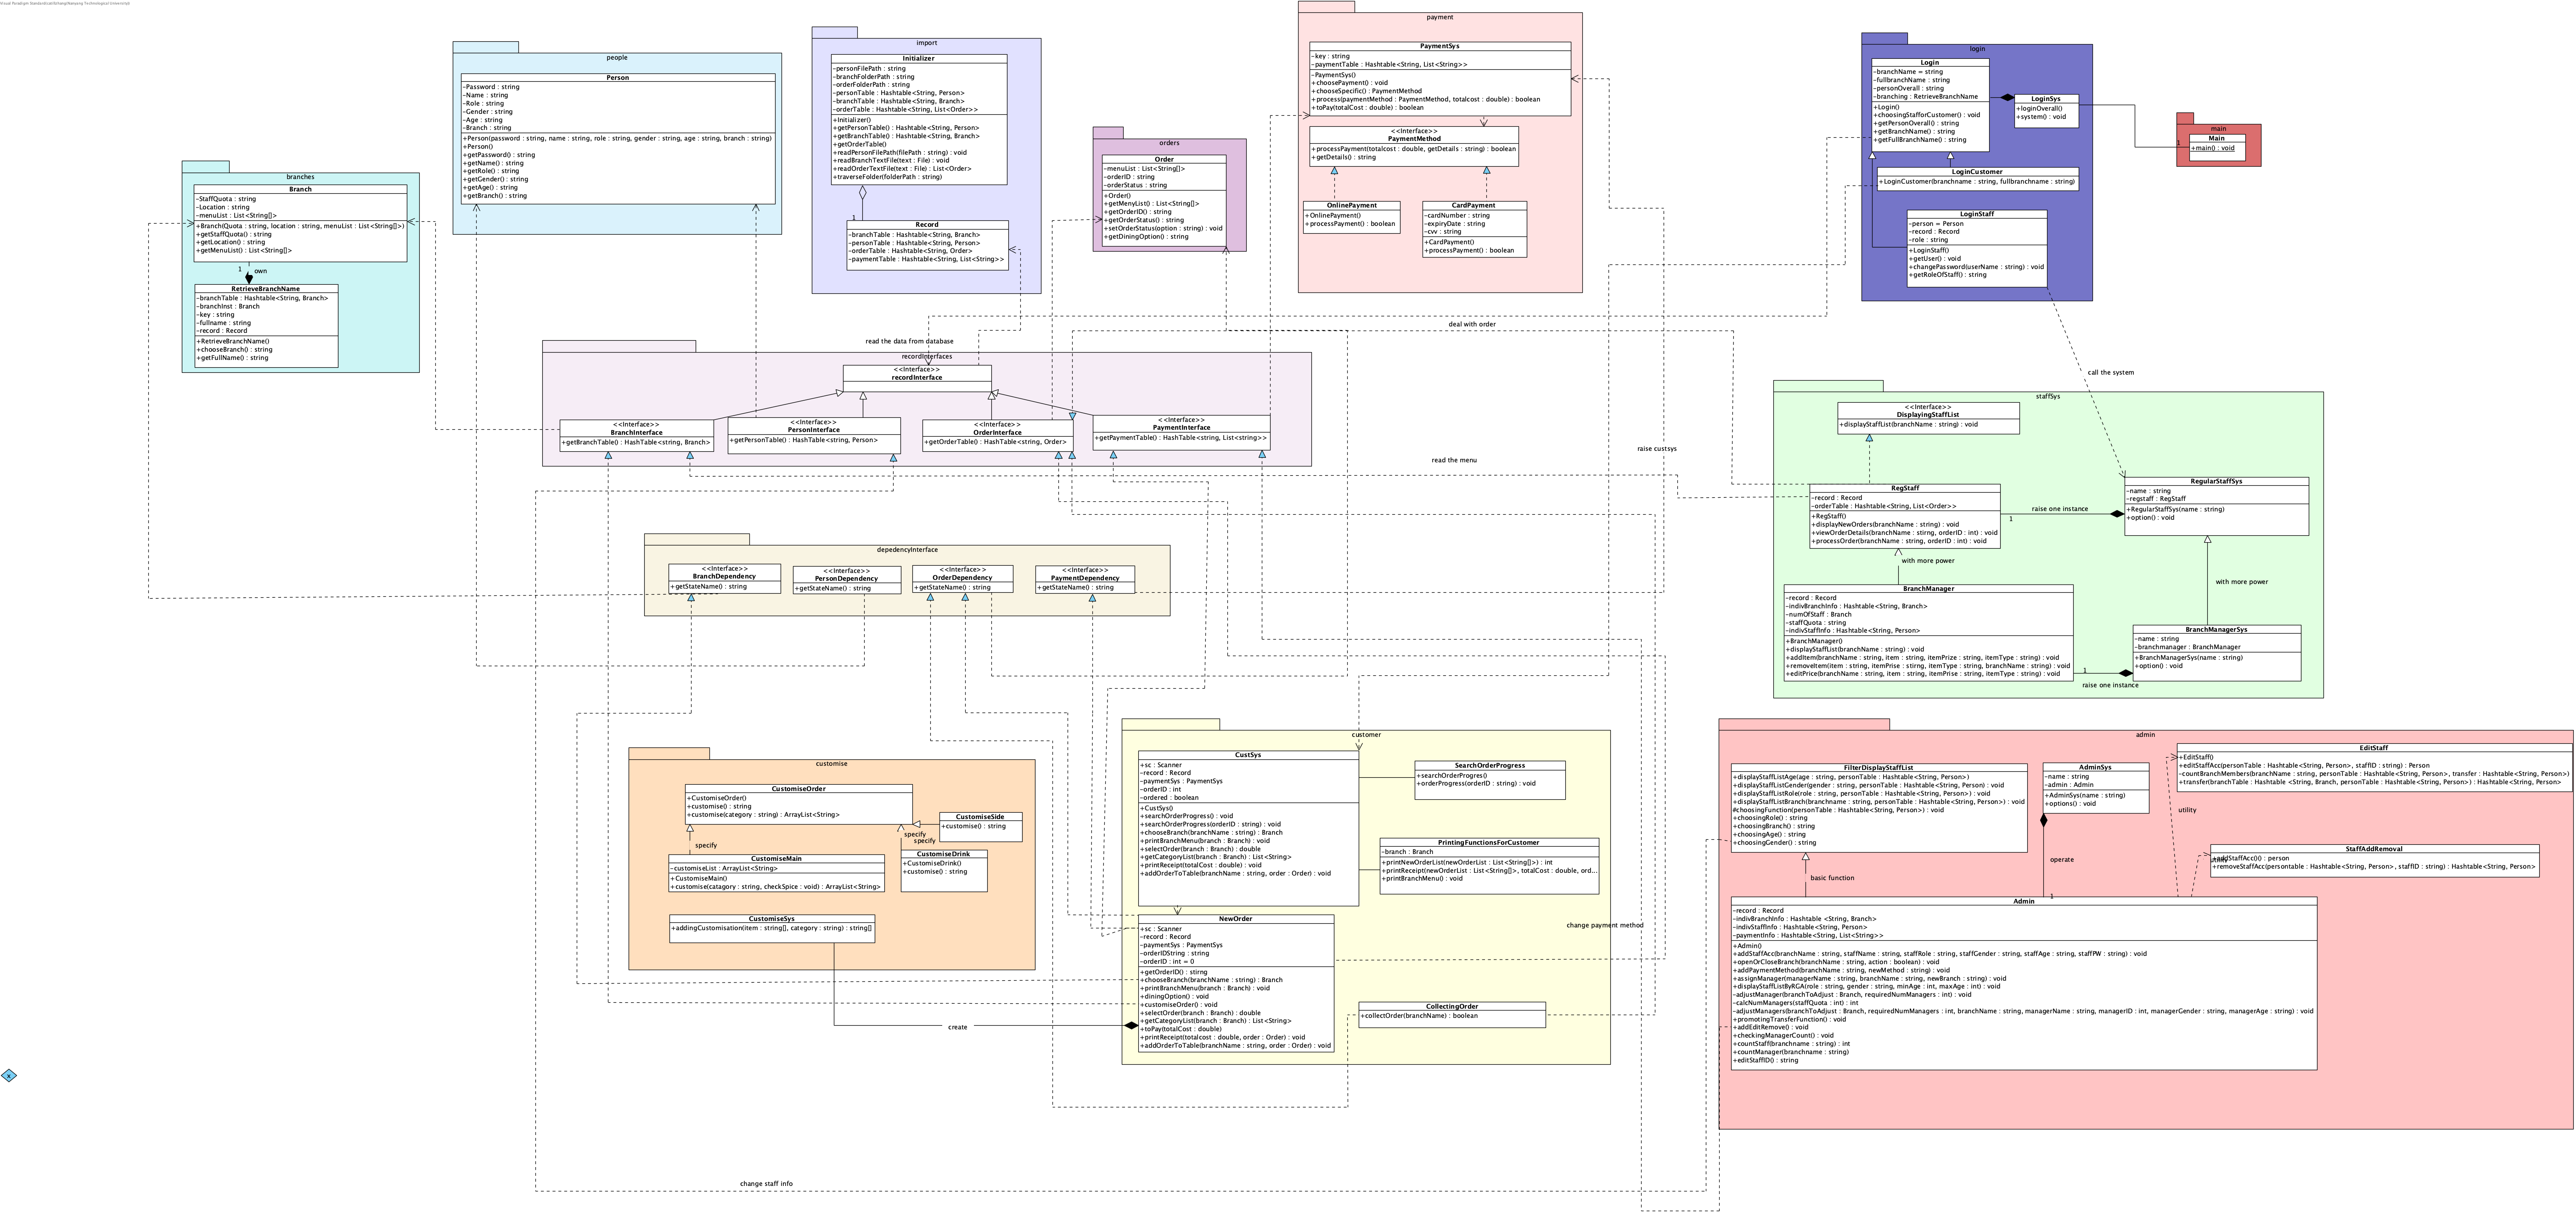 Visual Paradigm Standard(caili5chang(Nanyang Technological University))
people
Person
-Password : string
-Name : string
-Role : string
-Gender : string
-Age : string
-Branch : string
+Person(password : string, name : string, role : string, gender : string, age : string, branch : string)
+Person()
+getPassword() : string
+getName() : string
+getRole() : string
+getGender() : string
+getAge() : string
+getBranch() : string
import
Initializer
-personFilePath : string
-branchFolderPath : string
-orderFolderPath : string
-personTable : Hashtable<String, Person>
-branchTable : Hashtable<String, Branch>
-orderTable : Hashtable<String, List<Order>>
+Initializer()
+getPersonTable() : Hashtable<String, Person>
+getBranchTable() : Hashtable<String, Branch>
+getOrderTable()
+readPersonFilePath(filePath : string) : void
+readBranchTextFile(text : File) : void
+readOrderTextFile(text : File) : List<Order>
+traverseFolder(folderPath : string)
1
Record
-branchTable : Hashtable<String, Branch>
-personTable : Hashtable<String, Person>
-orderTable : Hashtable<String, Order>
-paymentTable : Hashtable<String, List<String>>
orders
Order
-menuList : List<String[]>
-orderID : string
-orderStatus : string
+Order()
+getMenyList() : List<String[]>
+getOrderID() : string
+getOrderStatus() : string
+setOrderStatus(option : string) : void
+getDiningOption() : string
payment
PaymentSys
-key : string
-paymentTable : Hashtable<String, List<String>>
-PaymentSys()
+choosePayment() : void
+chooseSpecific() : PaymentMethod
+process(paymentMethod : PaymentMethod, totalcost : double) : boolean
+toPay(totalCost : double) : boolean
<<Interface>>
PaymentMethod
+processPayment(totalcost : double, getDetails : string) : boolean
+getDetails() : string
OnlinePayment
+OnlinePayment()
+processPayment() : boolean
CardPayment
-cardNumber : string
-expiryDate : string
-cvv : string
+CardPayment()
+processPayment() : boolean
login
Login
-branchName = string
-fullbranchName : string
-personOverall : string
-branching : RetrieveBranchName
+Login()
+choosingStafforCustomer() : void
+getPersonOverall() : string
+getBranchName() : string
+getFullBranchName() : string
LoginSys
+loginOverall()
+system() : void
LoginCustomer
+LoginCustomer(branchname : string, fullbranchname : string)
LoginStaff
-person = Person
-record : Record
-role : string
+LoginStaff()
+getUser() : void
+changePassword(userName : string) : void
+getRoleOfStaff() : string
main
Main
1
+main() : void
branches
Branch
-StaffQuota : string
-Location : string
-menuList : List<String[]>
+Branch(Quota : string, location : string, menuList : List<String[]>)
+getStaffQuota() : string
+getLocation() : string
+getMenuList() : List<String[]>
1
own
RetrieveBranchName
-branchTable : Hashtable<String, Branch>
-branchInst : Branch
-key : string
-fullname : string
-record : Record
+RetrieveBranchName()
+chooseBranch() : string
+getFullName() : string
deal with order
read the data from database
call the system
recordInterfaces
<<Interface>>
recordInterface
<<Interface>>
BranchInterface
+getBranchTable() : HashTable<string, Branch>
<<Interface>>
PersonInterface
+getPersonTable() : HashTable<string, Person>
<<Interface>>
OrderInterface
+getOrderTable() : HashTable<string, Order>
<<Interface>>
PaymentInterface
+getPaymentTable() : HashTable<string, List<string>>
raise custsys
read the menu
staffSys
<<Interface>>
DisplayingStaffList
+displayStaffList(branchName : string) : void
RegStaff
-record : Record
-orderTable : Hashtable<String, List<Order>>
+RegStaff()
+displayNewOrders(branchName : string) : void
+viewOrderDetails(branchName : stirng, orderID : int) : void
+processOrder(branchName : string, orderID : int) : void
raise one instance
1
RegularStaffSys
-name : string
-regstaff : RegStaff
+RegularStaffSys(name : string)
+option() : void
with more power
with more power
BranchManager
-record : Record
-indivBranchInfo : Hashtable<String, Branch>
-numOfStaff : Branch
-staffQuota : string
-indivStaffInfo : Hashtable<String, Person>
+BranchManager()
+displayStaffList(branchName : string) : void
+addItem(branchName : string, item : string, itemPrize : string, itemType : string) : void
+removeItem(item : string, itemPrise : string, itemType : string, branchName : string) : void
+editPrice(branchName : string, item : string, itemPrise : string, itemType : string) : void
1
raise one instance
BranchManagerSys
-name : string
-branchmanager : BranchManager
+BranchManagerSys(name : string)
+option() : void
depedencyInterface
<<Interface>>
BranchDependency
+getStateName() : string
<<Interface>>
PersonDependency
+getStateName() : string
<<Interface>>
OrderDependency
+getStateName() : string
<<Interface>>
PaymentDependency
+getStateName() : string
customise
CustomiseOrder
+CustomiseOrder()
+customise() : string
+customise(category : string) : ArrayList<String>
specify
specify
specify
CustomiseSide
+customise() : string
CustomiseMain
-customiseList : ArrayList<String>
+CustomiseMain()
+customise(catagory : string, checkSpice : void) : ArrayList<String>
CustomiseDrink
+CustomiseDrink()
+customise() : string
CustomiseSys
+addingCustomisation(item : string[], category : string) : string[]
create
customer
CustSys
+sc : Scanner
-record : Record
-paymentSys : PaymentSys
-orderID : int
-ordered : boolean
+CustSys()
+searchOrderProgress() : void
+searchOrderProgress(orderID : string) : void
+chooseBranch(branchName : string) : Branch
+printBranchMenu(branch : Branch) : void
+selectOrder(branch : Branch) : double
+getCategoryList(branch : Branch) : List<String>
+printReceipt(totalCost : double) : void
+addOrderToTable(branchName : string, order : Order) : void
SearchOrderProgress
+searchOrderProgres()
+orderProgress(orderID : string) : void
PrintingFunctionsForCustomer
-branch : Branch
+printNewOrderList(newOrderList : List<String[]>) : int
+printReceipt(newOrderList : List<String[]>, totalCost : double, ord...
+printBranchMenu() : void
NewOrder
+sc : Scanner
-record : Record
-paymentSys : PaymentSys
-orderIDString : string
-orderID : int = 0
+getOrderID() : stirng
+chooseBranch(branchName : string) : Branch
+printBranchMenu(branch : Branch) : void
+diningOption() : void
+customiseOrder() : void
+selectOrder(branch : Branch) : double
+getCategoryList(branch : Branch) : List<String>
+toPay(totalCost : double)
+printReceipt(totalcost : double, order : Order) : void
+addOrderToTable(branchName : string, order : Order) : void
CollectingOrder
+collectOrder(branchName) : boolean
change payment method
admin
FilterDisplayStaffList
+displayStaffListAge(age : string, personTable : Hashtable<String, Person>)
+displayStaffListGender(gender : string, personTable : Hashtable<String, Person) : void
+displayStaffListRole(role : string, personTable : Hashtable<String, Person>) : void
+displayStaffListBranch(branchname : string, personTable : Hashtable<String, Person>) : void
#choosingFunction(personTable : Hashtable<String, Person>) : void
+choosingRole() : string
+choosingBranch() : string
+choosingAge() : string
+choosingGender() : string
AdminSys
-name : string
-admin : Admin
+AdminSys(name : string)
+options() : void
EditStaff
+EditStaff()
+editStaffAcc(personTable : Hashtable<String, Person>, staffID : string) : Person
-countBranchMembers(branchName : string, personTable : Hashtable<String, Person>, transfer : Hashtable<String, Person>)
+transfer(branchTable : Hashtable<String, Branch, personTable : Hashtable<String, Person>) : Hashtable<String, Person>
utility
StaffAddRemoval
+addStaffAcc(i) : person
+removeStaffAcc(persontable : Hashtable<String, Person>, staffID : string) : Hashtable<String, Person>
operate
basic function
1
Admin
-record : Record
-indivBranchInfo : Hashtable <String, Branch>
-indivStaffInfo : Hashtable<String, Person>
-paymentInfo : Hashtable<String, List<String>>
+Admin()
+addStaffAcc(branchName : string, staffName : string, staffRole : string, staffGender : string, staffAge : string, staffPW : string) : void
+openOrCloseBranch(branchName : string, action : boolean) : void
+addPaymentMethod(branchName : string, newMethod : string) : void
+assignManager(managerName : string, branchName : string, newBranch : string) : void
+displayStaffListByRGA(role : string, gender : string, minAge : int, maxAge : int) : void
-adjustManager(branchToAdjust : Branch, requiredNumManagers : int) : void
-calcNumManagers(staffQuota : int) : int
-adjustManagers(branchToAdjust : Branch, requiredNumManagers : int, branchName : string, managerName : string, managerID : int, managerGender : string, managerAge : string) : void
+promotingTransferFunction() : void
+addEditRemove() : void
+checkingManagerCount() : void
+countStaff(branchname : string) : int
+countManager(branchname : string)
+editStaffID() : string
x
change staff info